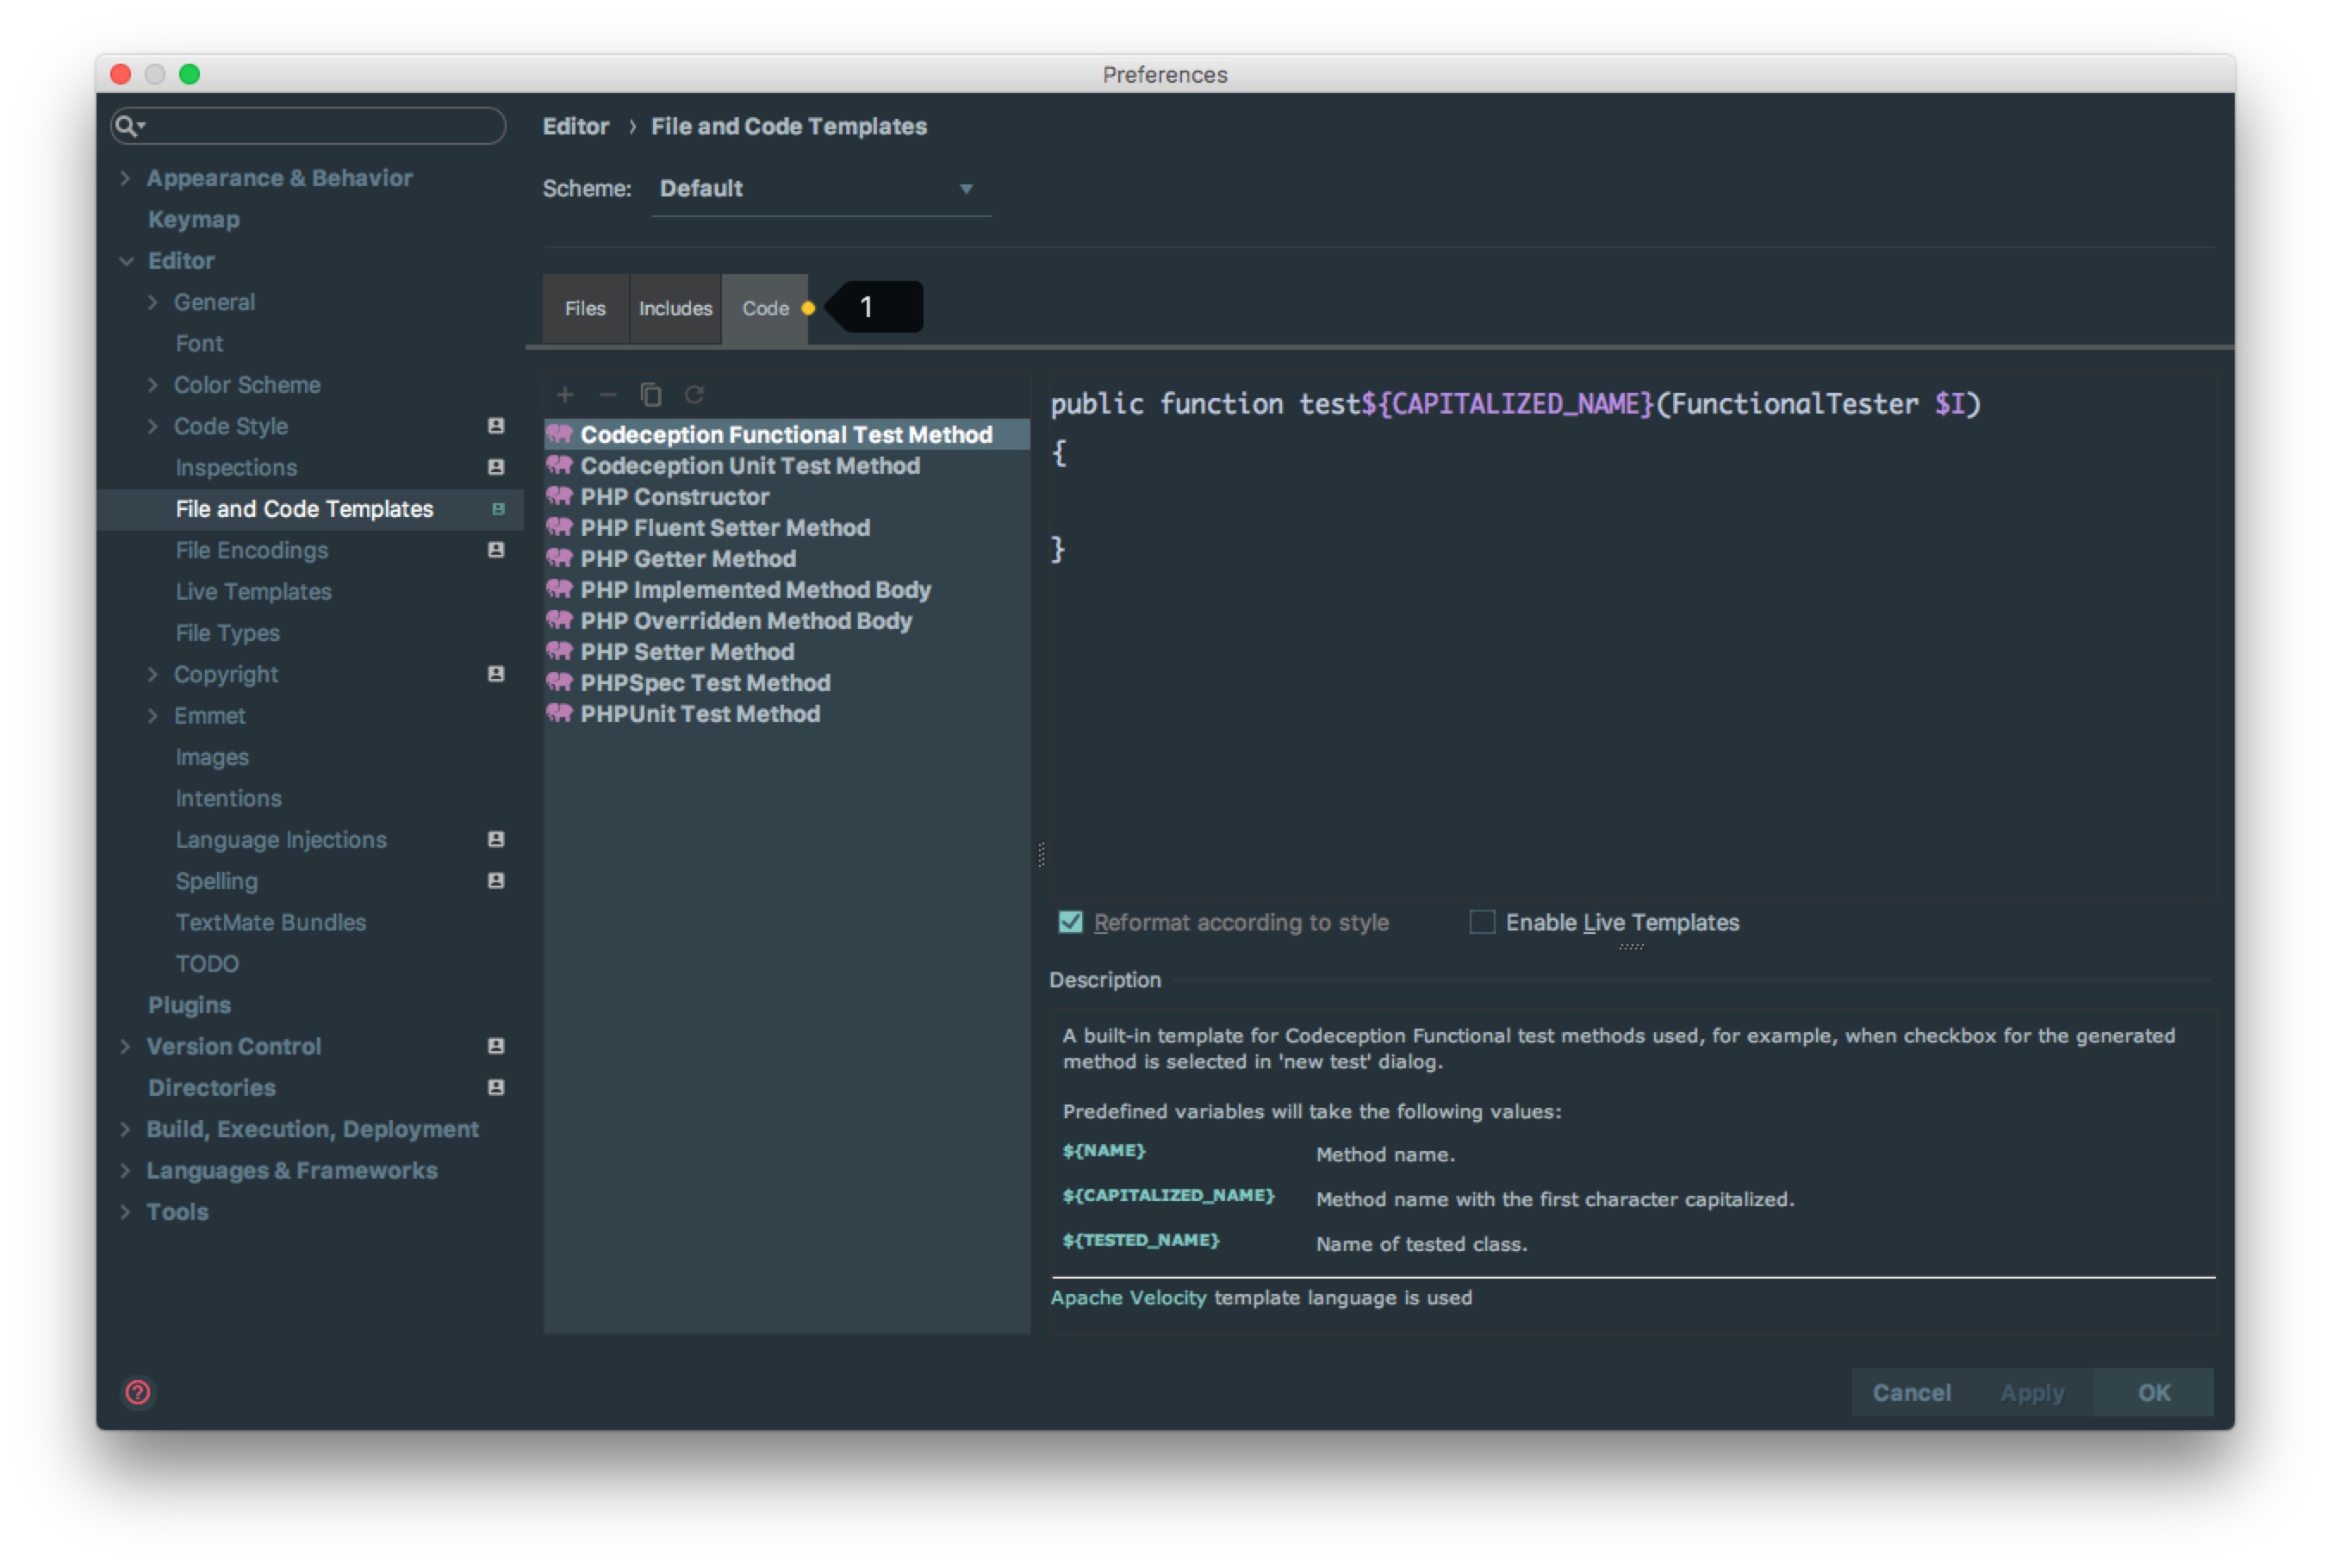 Preferences
Editor › File and Code Templates
Scheme: Default
Appearance & Behavior
Keymap
Editor
General
Font
Color Scheme
Code Style
Inspections
File and Code Templates
File Encodings
Live Templates
File Types
Copyright
Emmet
Images
Intentions
Language Injections
Spelling
TextMate Bundles
TODO
Plugins
Version Control
Directories
Build, Execution, Deployment
Languages & Frameworks
Tools
Files Includes Code 1
Codeception Functional Test Method
Codeception Unit Test Method
PHP Constructor
PHP Fluent Setter Method
PHP Getter Method
PHP Implemented Method Body
PHP Overridden Method Body
PHP Setter Method
PHPSpec Test Method
PHPUnit Test Method
public function test${CAPITALIZED_NAME}(FunctionalTester $I)
{
}
Reformat according to style Enable Live Templates
Description
A built-in template for Codeception Functional test methods used, for example, when checkbox for the generated
method is selected in 'new test' dialog.
Predefined variables will take the following values:
${NAME} Method name.
${CAPITALIZED_NAME} Method name with the first character capitalized.
${TESTED_NAME} Name of tested class.
Apache Velocity template language is used
?
Cancel Apply OK